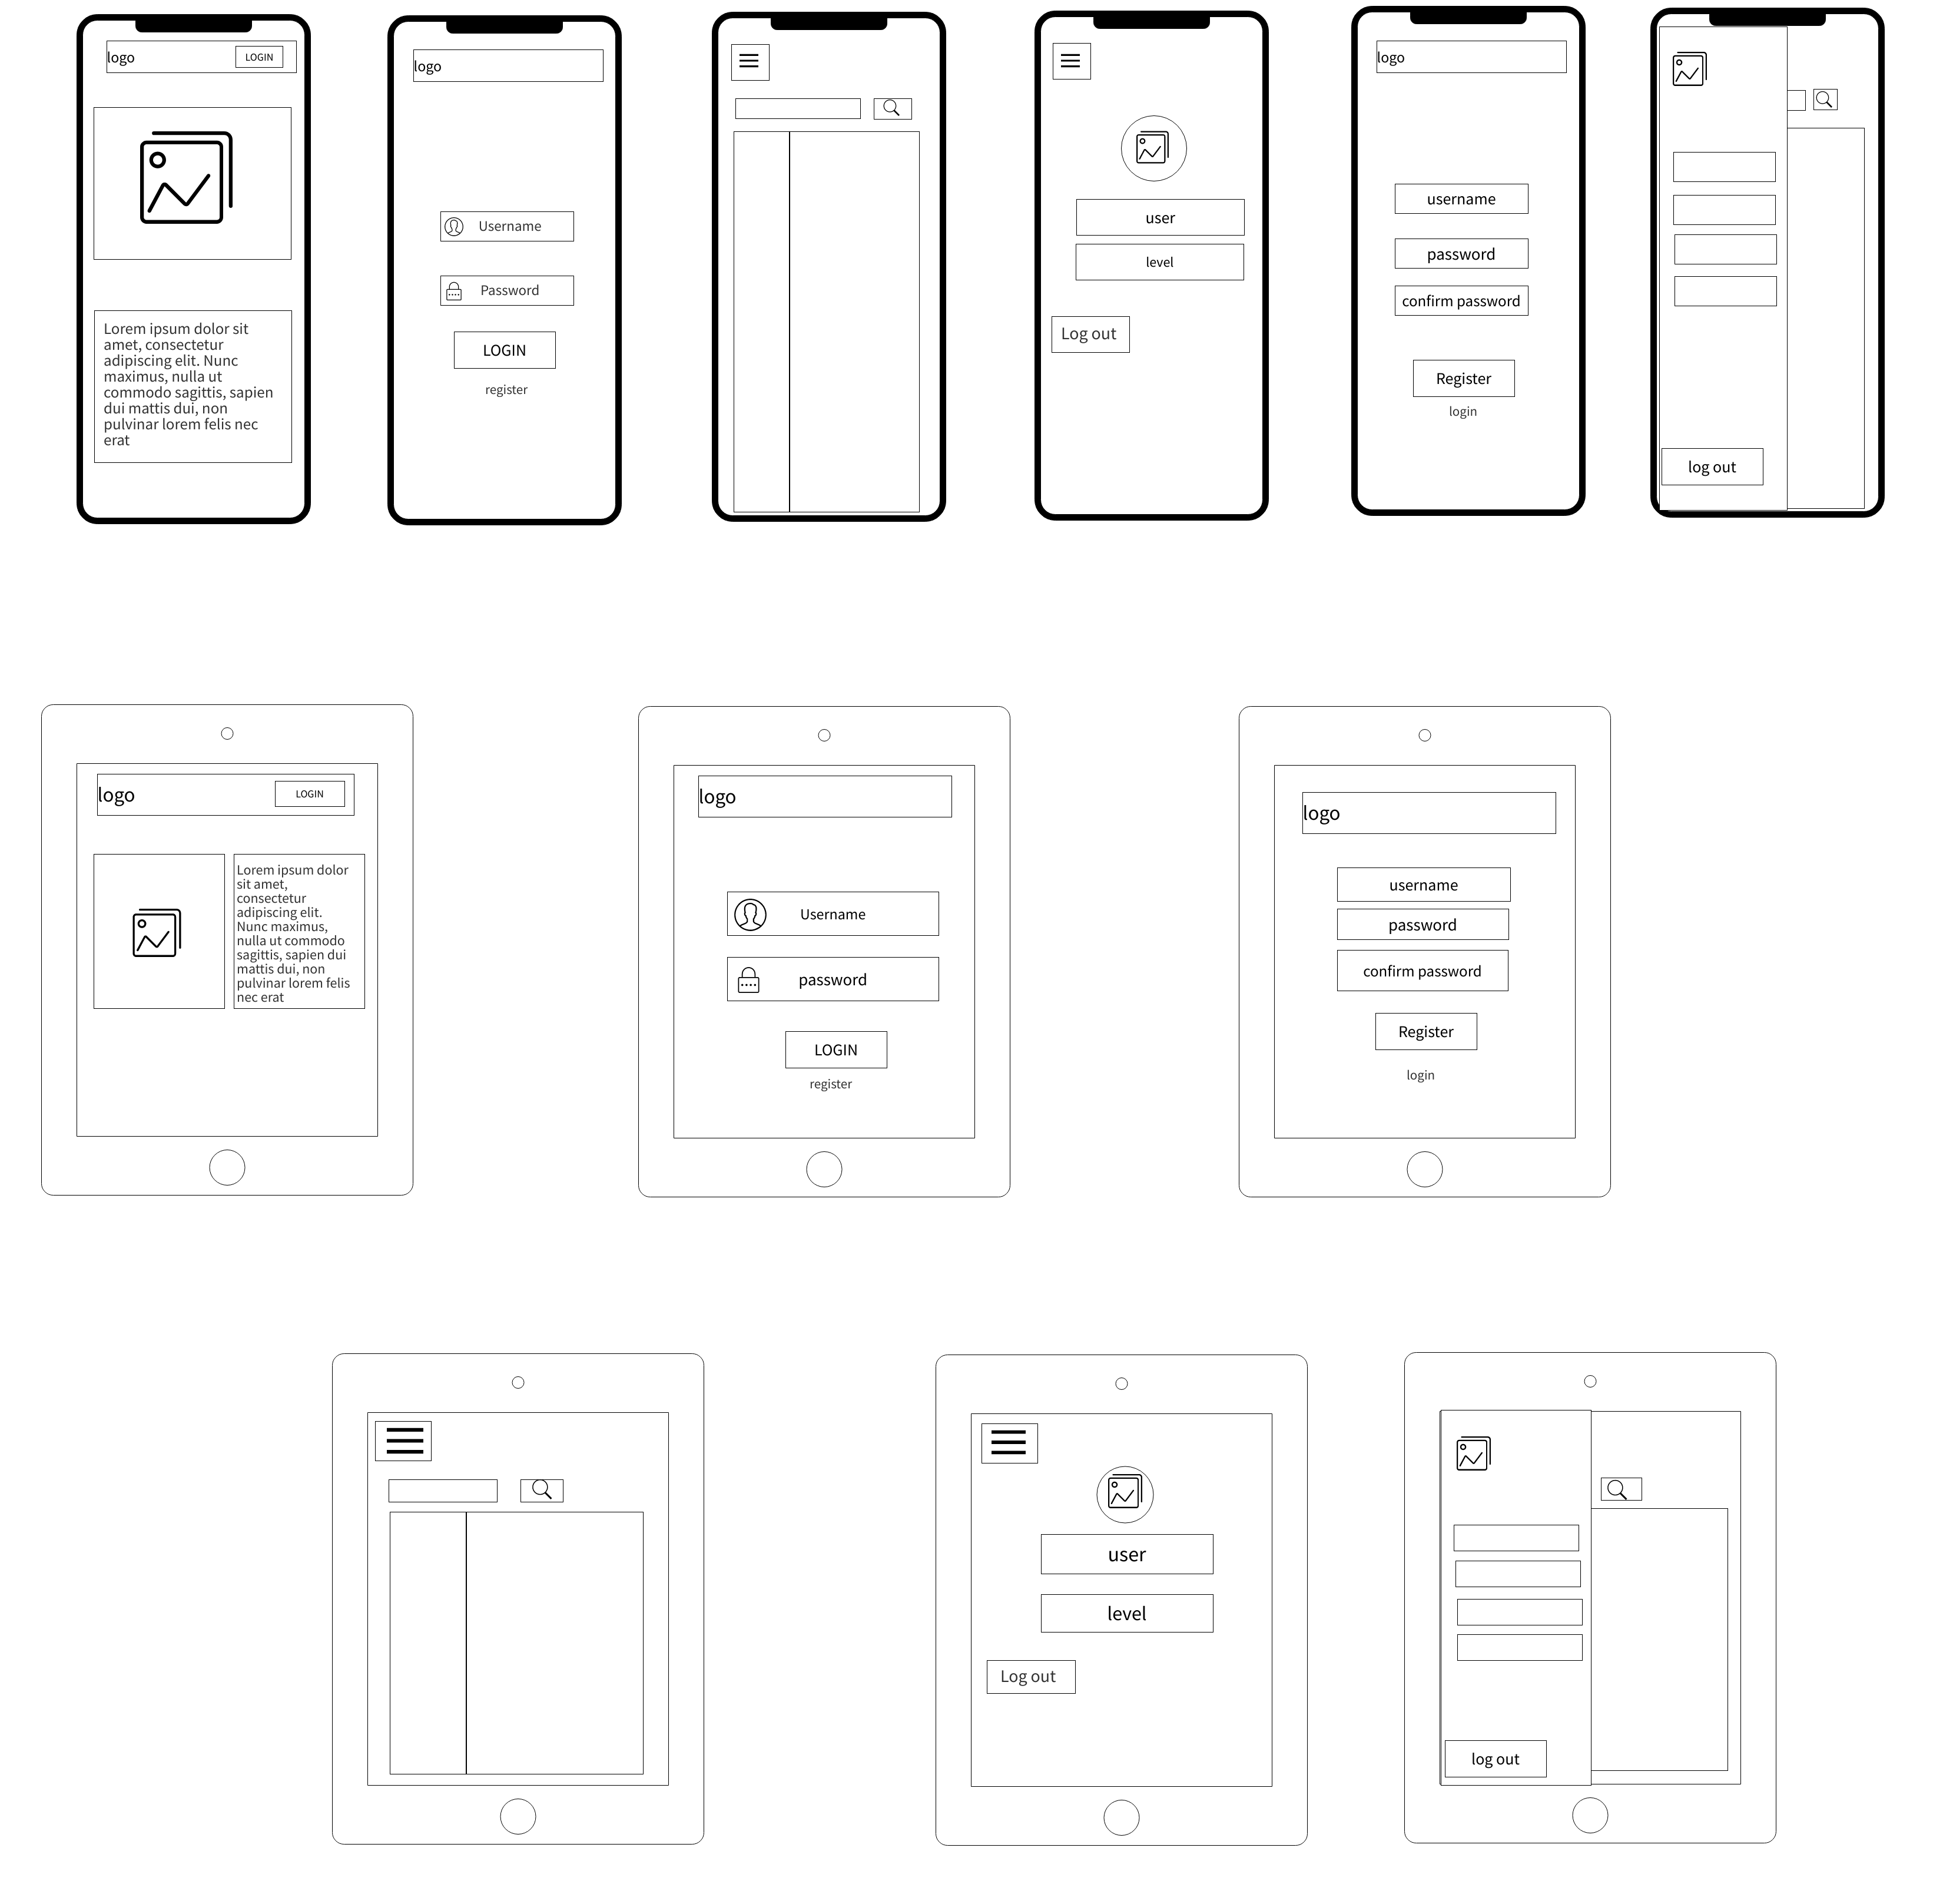 logo
LOGIN
Lorem ipsum dolor sit
amet, consectetur
adipiscing elit. Nunc
maximus, nulla ut
commodo sagittis, sapien
dui mattis dui, non
pulvinar lorem felis nec
erat
logo
Username
Password
LOGIN
register
user
level
Log out
logo
username
password
confirm password
Register
login
log out
logo
LOGIN
Lorem ipsum dolor
sit amet,
consectetur
adipiscing elit.
Nunc maximus,
nulla ut commodo
sagittis, sapien dui
mattis dui, non
pulvinar lorem felis
nec erat
logo
Username
password
LOGIN
register
logo
username
password
confirm password
Register
login
user
level
Log out
log out